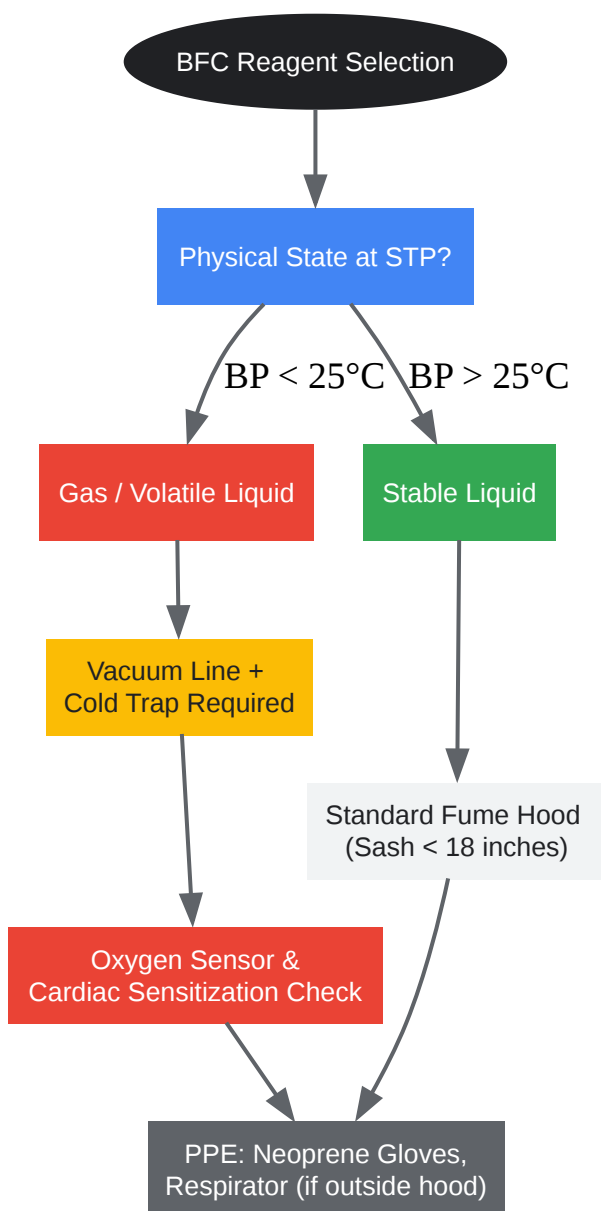 BFC Reagent Selection
Physical State at STP?
BP < 25°C
BP > 25°C
Gas / Volatile Liquid
Stable Liquid
Vacuum Line +
Cold Trap Required
Standard Fume Hood
(Sash < 18 inches)
Oxygen Sensor &
Cardiac Sensitization Check
PPE: Neoprene Gloves,
Respirator (if outside hood)